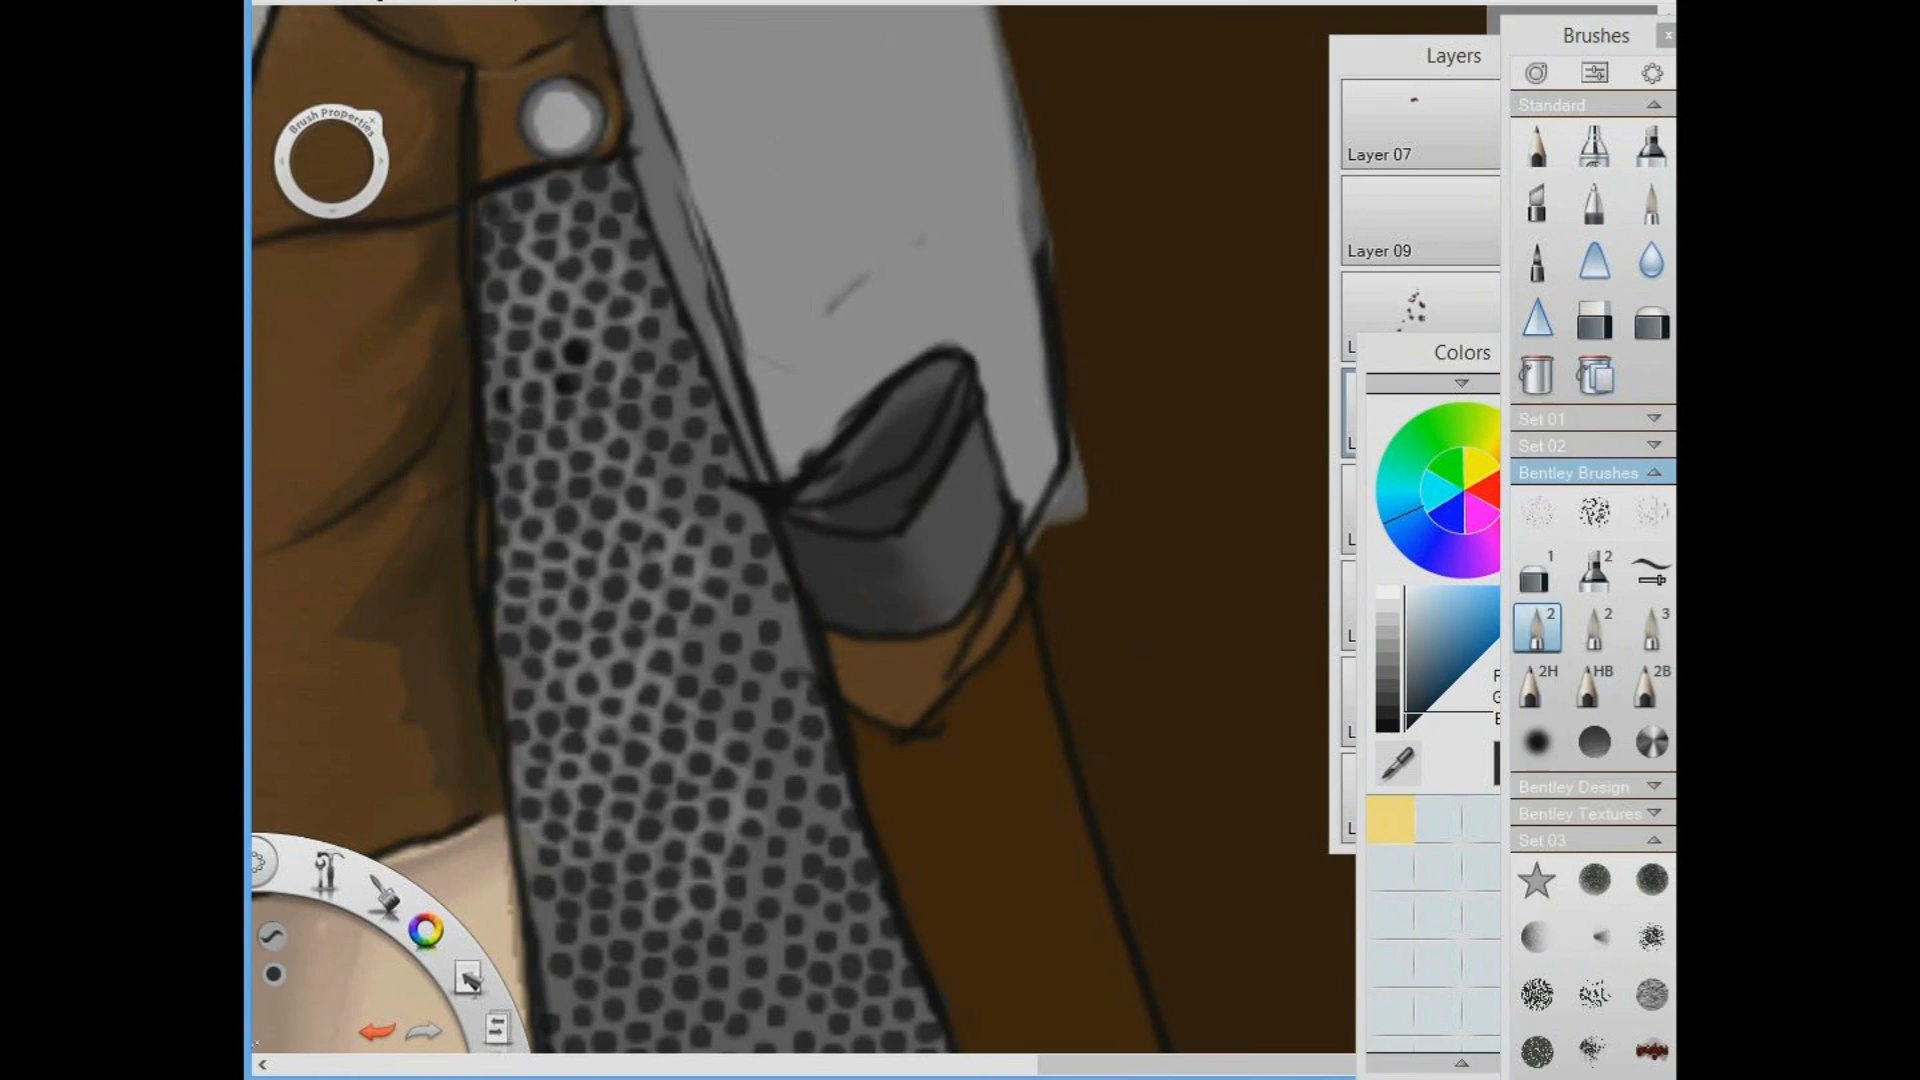 Brush Properties
Layers
Layer 07
Layer 09
L
L
L
L
L
L
Colors
F
G
Brushes
x
Standard
Set 01
Set 02
Bentley Brushes
1
2
2
2
3
2H
HB
2B
Bentley Design
Bentley Textures
Set 03